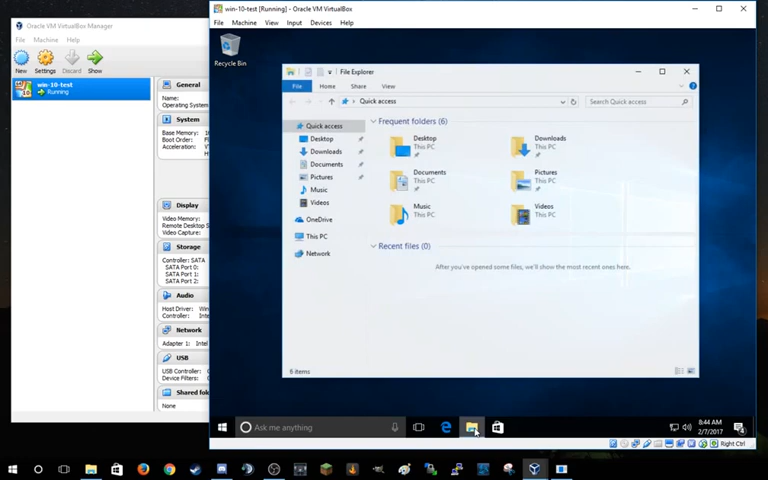 Oracle VM VirtualBox Manager
File Machine Help
New Settings Discard Show
win-10-test
Running
General
Name:
Operating System
System
Base Memory:
Boot Order:
Acceleration:
Display
Video Memory:
Remote Desktop S
Video Capture:
Storage
Controller: SATA
SATA Port 0:
SATA Port 1:
SATA Port 2:
Audio
Host Driver: Win
Controller:
Network
Adapter 1: Intel
USB
USB Controller:
Device Filters:
Shared fold
None
win-10-test [Running] - Oracle VM VirtualBox
File Machine View Input Devices Help
Recycle Bin
File Explorer
File Home Share View
Quick access
Search Quick access
Quick access
Desktop
Downloads
Documents
Pictures
Music
Videos
OneDrive
This PC
Network
Frequent folders (6)
Desktop
This PC
Downloads
This PC
Documents
This PC
Pictures
This PC
Music
This PC
Videos
This PC
Recent files (0)
After you've opened some files, we'll show the most recent ones here.
6 items
Ask me anything
8:44 AM
2/7/2017
Right Ctrl